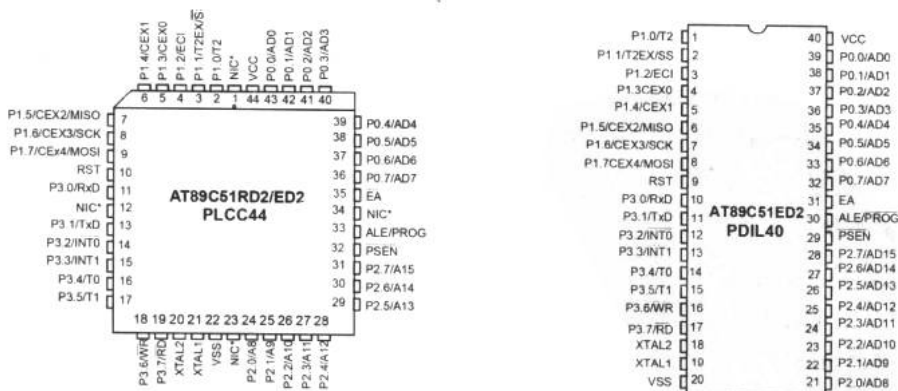 P1.4/CEX1
P1.3/CEX0
P1.2/ECI
P1.1/T2EX/SS
P1.0/T2
NIC*
VCC
P0.0/AD0
P0.1/AD1
P0.2/AD2
P0.3/AD3
6 5 4 3 2 1 44 43 42 41 40
P1.5/CEX2/MISO 7
P1.6/CEX3/SCK 8
P1.7/CEx4/MOSI 9
RST 10
P3.0/RxD 11
NIC* 12
P3.1/TxD 13
P3.2/INT0 14
P3.3/INT1 15
P3.4/T0 16
P3.5/T1 17
AT89C51RD2/ED2
PLCC44
39 P0.4/AD4
38 P0.5/AD5
37 P0.6/AD6
36 P0.7/AD7
35 EA
34 NIC*
33 ALE/PROG
32 PSEN
31 P2.7/A15
30 P2.6/A14
29 P2.5/A13
18 19 20 21 22 23 24 25 26 27 28
P3.6/WR
P3.7/RD
XTAL2
XTAL1
VSS
NIC*
P2.0/A8
P2.1/A9
P2.2/A10
P2.3/A11
P2.4/A12
P1.0/T2 1
P1 1/T2EX/SS 2
P1.2/ECI 3
P1.3CEX0 4
P1.4/CEX1 5
P1.5/CEX2/MISO 6
P1.6/CEX3/SCK 7
P1.7CEX4/MOSI 8
RST 9
P3.0/RxD 10
P3.1/TxD 11
P3.2/INT0 12
P3.3/INT1 13
P3.4/T0 14
P3.5/T1 15
P3.6/WR 16
P3.7/RD 17
XTAL2 18
XTAL1 19
VSS 20
AT89C51ED2
PDIL40
40 VCC
39 P0.0/AD0
38 P0.1/AD1
37 P0.2/AD2
36 P0.3/AD3
35 P0.4/AD4
34 P0.5/AD5
33 P0.6/AD6
32 P0.7/AD7
31 EA
30 ALE/PROG
29 PSEN
28 P2.7/AD15
27 P2.6/AD14
26 P2.5/AD13
25 P2.4/AD12
24 P2.3/AD11
23 P2.2/AD10
22 P2.1/AD9
21 P2.0/AD8